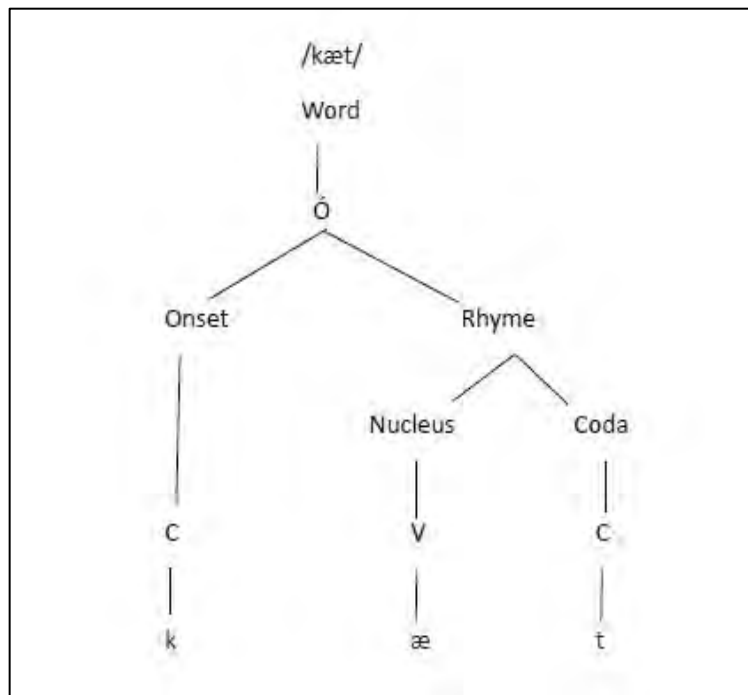 /kæt/
Word
Ó
Onset Rhyme
Nucleus Coda
C V C
k æ t